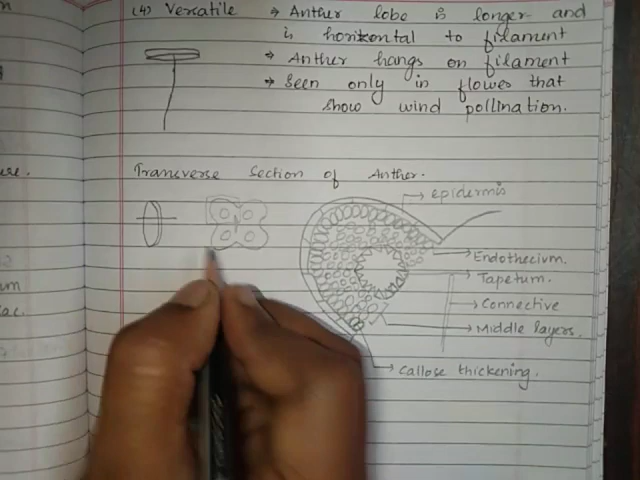 (4) Versatile → Anther lobe is longer and
is horizontal to filament
→ Anther hangs on filament
→ Seen only in flower that
show wind pollination.
Transverse Section of Anther.
→ epidermis
→ Endothecium.
→ Tapetum.
→ Connective
→ Middle layers.
→ Callose thickening.